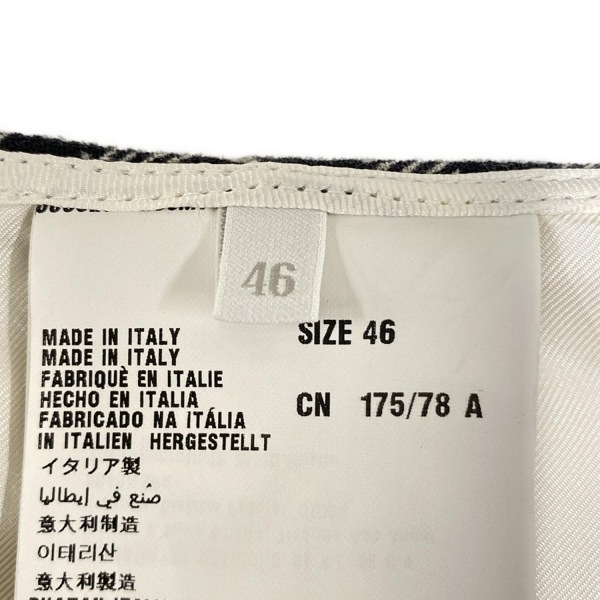 46
MADE IN ITALY
MADE IN ITALY
FABRIQUÈ EN ITALIE
HECHO EN ITALIA
FABRICADO NA ITÁLIA
IN ITALIEN HERGESTELLT
イタリア製
صُنع في إيطاليا
意大利制造
이태리산
意大利製造
SIZE 46
CN 175/78 A